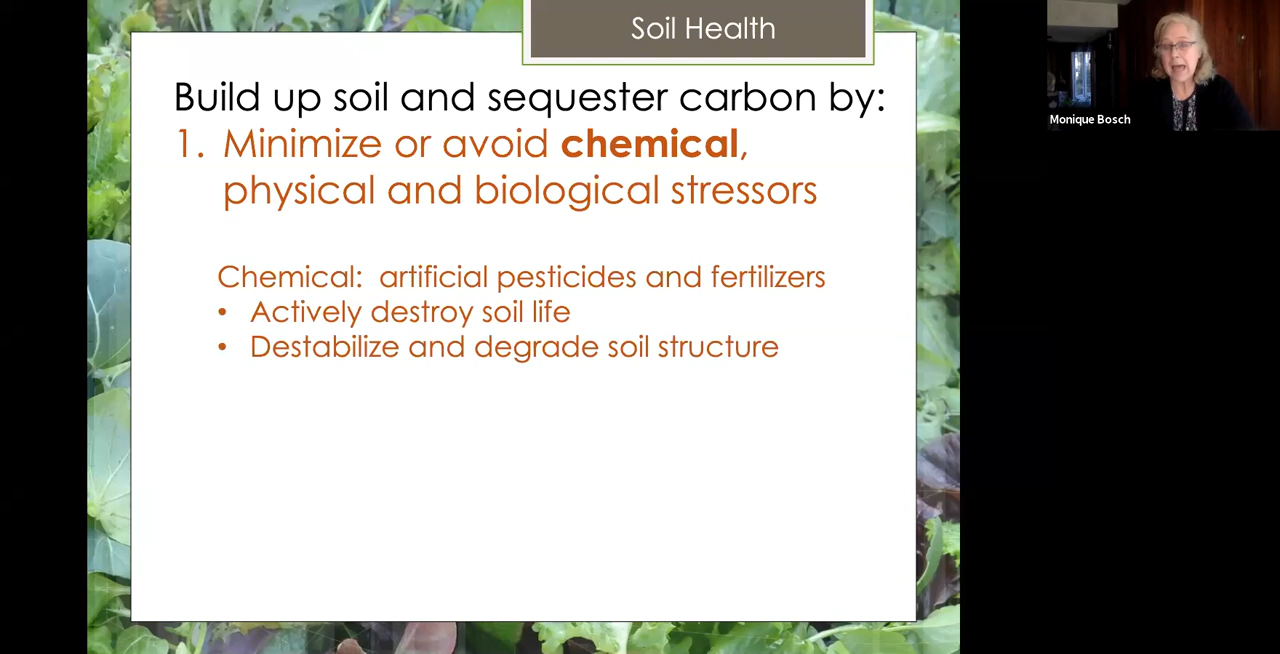 Soil Health
Build up soil and sequester carbon by:
1. Minimize or avoid chemical,
physical and biological stressors
Chemical:  artificial pesticides and fertilizers
• Actively destroy soil life
• Destabilize and degrade soil structure
Monique Bosch